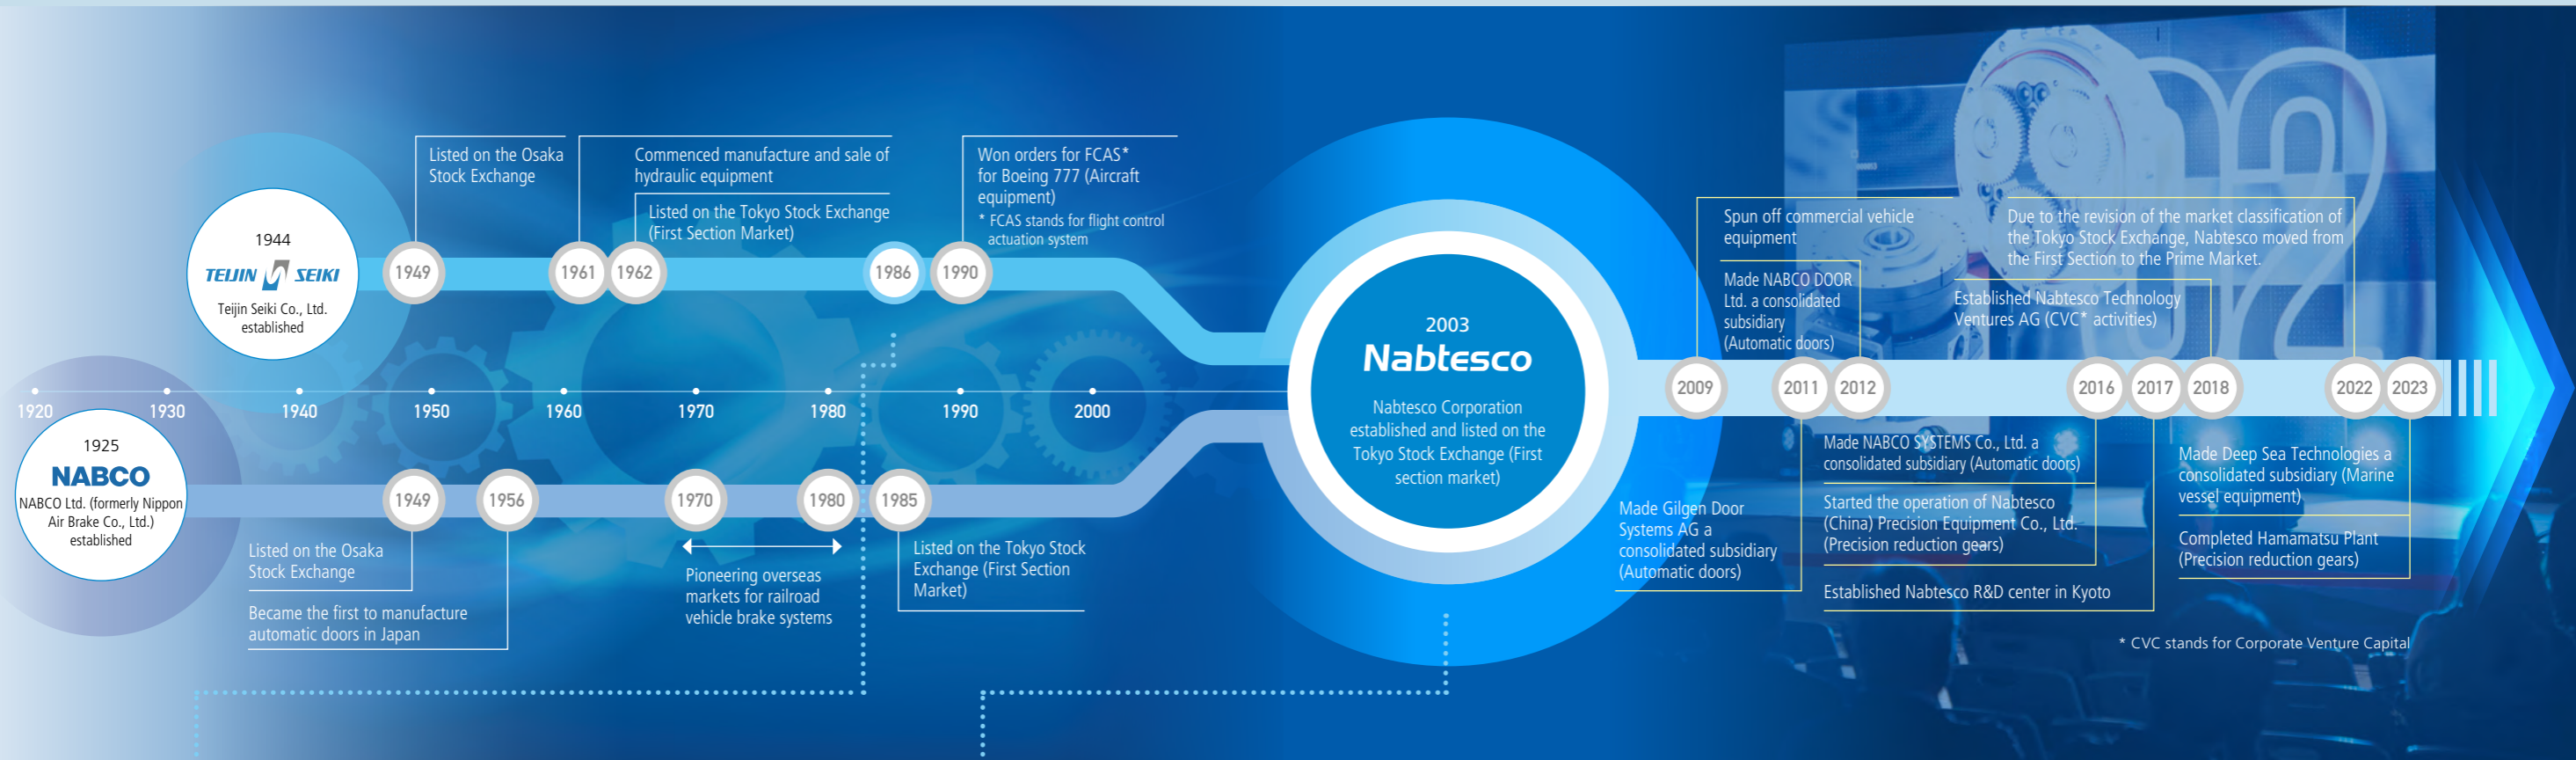 1944
TEIJIN SEIKI
Teijin Seiki Co., Ltd.
established
Listed on the Osaka
Stock Exchange
Commenced manufacture and sale of
hydraulic equipment
Listed on the Tokyo Stock Exchange
(First Section Market)
Won orders for FCAS*
for Boeing 777 (Aircraft
equipment)
* FCAS stands for flight control
actuation system
1949
1961
1962
1986
1990
1920
1930
1940
1950
1960
1970
1980
1990
2000
1925
NABCO
NABCO Ltd. (formerly Nippon
Air Brake Co., Ltd.)
established
1949
1956
1970
1980
1985
Listed on the Osaka
Stock Exchange
Became the first to manufacture
automatic doors in Japan
Pioneering overseas
markets for railroad
vehicle brake systems
Listed on the Tokyo Stock
Exchange (First Section
Market)
2003
Nabtesco
Nabtesco Corporation
established and listed on the
Tokyo Stock Exchange (First
section market)
Spun off commercial vehicle
equipment
Made NABCO DOOR
Ltd. a consolidated
subsidiary
(Automatic doors)
Due to the revision of the market classification of
the Tokyo Stock Exchange, Nabtesco moved from
the First Section to the Prime Market.
Established Nabtesco Technology
Ventures AG (CVC* activities)
2009
2011
2012
2016
2017
2018
2022
2023
Made Gilgen Door
Systems AG a
consolidated subsidiary
(Automatic doors)
Made NABCO SYSTEMS Co., Ltd. a
consolidated subsidiary (Automatic doors)
Started the operation of Nabtesco
(China) Precision Equipment Co., Ltd.
(Precision reduction gears)
Established Nabtesco R&D center in Kyoto
Made Deep Sea Technologies a
consolidated subsidiary (Marine
vessel equipment)
Completed Hamamatsu Plant
(Precision reduction gears)
* CVC stands for Corporate Venture Capital